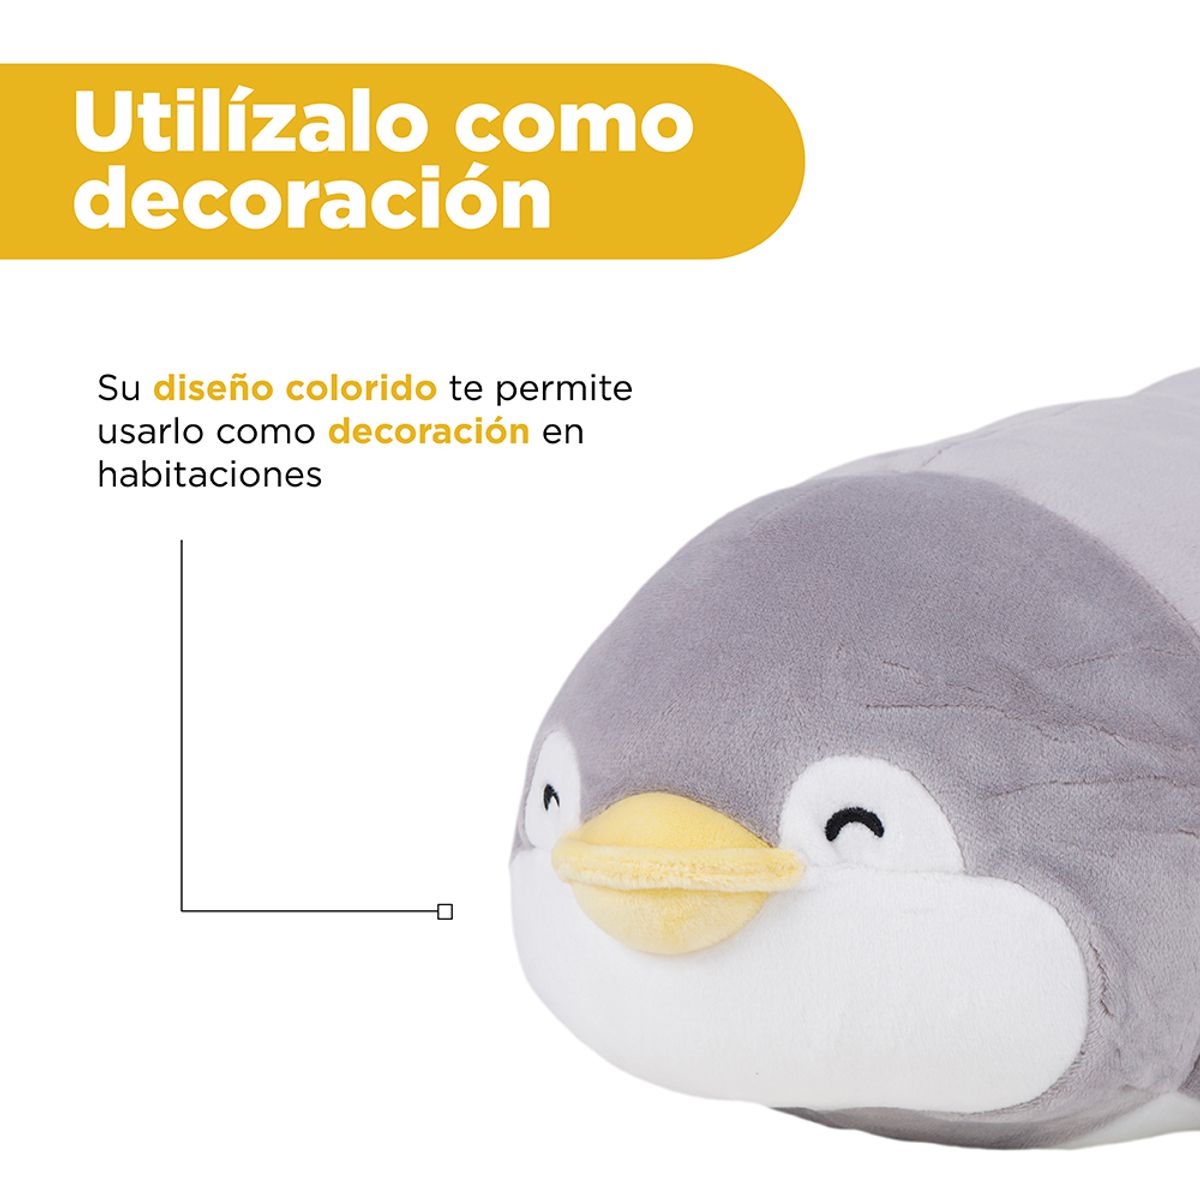 Utilízalo como
decoración
Su diseño colorido te permite
usarlo como decoración en
habitaciones